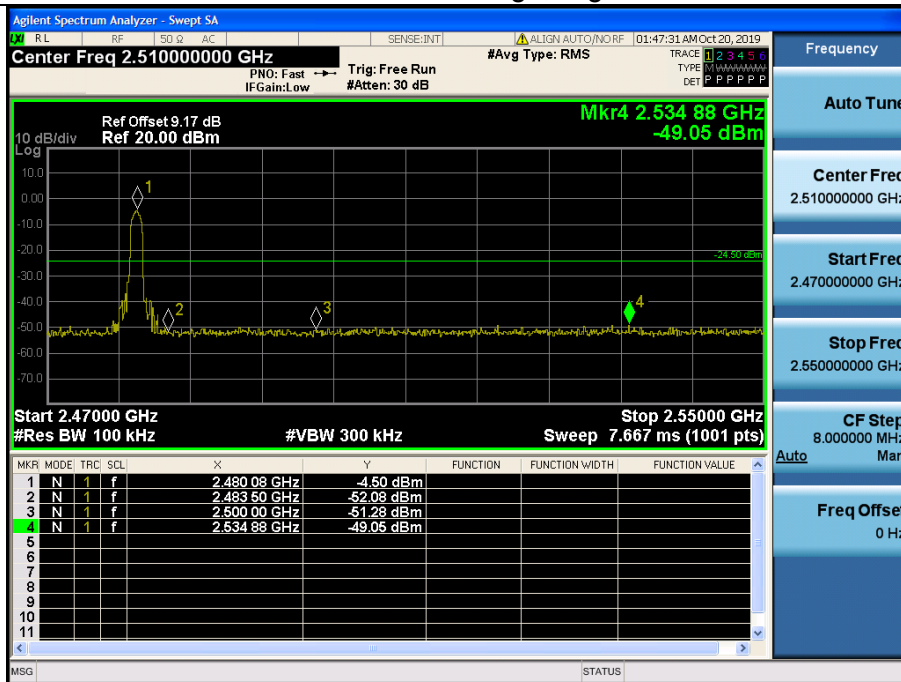 Agilent Spectrum Analyzer - Swept SA
LXI RL RF 50 Ω AC SENSE:INT ALIGN AUTO/NO RF 01:47:31 AM Oct 20, 2019
Center Freq 2.510000000 GHz
PNO: Fast
IFGain:Low
Trig: Free Run
#Atten: 30 dB
#Avg Type: RMS
TRACE 1 2 3 4 5 6
TYPE M WWWWW
DET P P P P P P
Ref Offset 9.17 dB
10 dB/div Ref 20.00 dBm
Log
Mkr4 2.534 88 GHz
-49.05 dBm
10.0
0.00
-10.0
-20.0
-30.0
-40.0
-50.0
-60.0
-70.0
1
2
3
4
-24.50 dBm
Start 2.47000 GHz Stop 2.55000 GHz
#Res BW 100 kHz #VBW 300 kHz Sweep 7.667 ms (1001 pts)
MKR MODE TRC SCL X Y FUNCTION FUNCTION WIDTH FUNCTION VALUE
1 N 1 f 2.480 08 GHz -4.50 dBm
2 N 1 f 2.483 50 GHz -52.08 dBm
3 N 1 f 2.500 00 GHz -51.28 dBm
4 N 1 f 2.534 88 GHz -49.05 dBm
5
6
7
8
9
10
11
MSG STATUS
Frequency
Auto Tune
Center Freq
2.510000000 GHz
Start Freq
2.470000000 GHz
Stop Freq
2.550000000 GHz
CF Step
8.000000 MHz
Auto Man
Freq Offset
0 Hz